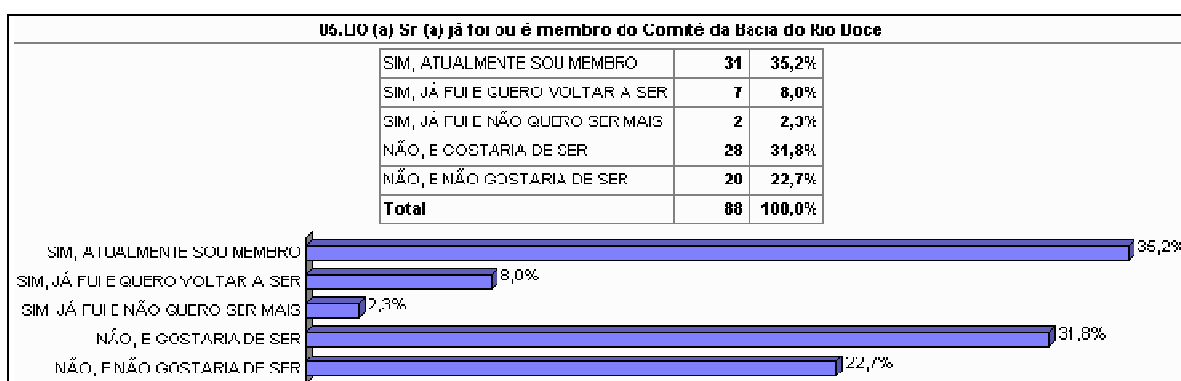 05.DO (a) Sr (a) já foi ou é membro do Comitê da Bacia do Rio Doce
SIM, ATUALMENTE SOU MEMBRO 31 35,2%
SIM, JÁ FUI E QUERO VOLTAR A SER 7 8,0%
SIM, JÁ FUI E NÃO QUERO SER MAIS 2 2,3%
NÃO, E GOSTARIA DE SER 28 31,8%
NÃO, E NÃO GOSTARIA DE SER 20 22,7%
Total 88 100,0%
SIM, ATUALMENTE SOU MEMBRO 35,2%
SIM, JÁ FUI E QUERO VOLTAR A SER 8,0%
SIM, JÁ FUI E NÃO QUERO SER MAIS 2,3%
NÃO, E GOSTARIA DE SER 31,8%
NÃO, E NÃO GOSTARIA DE SER 22,7%